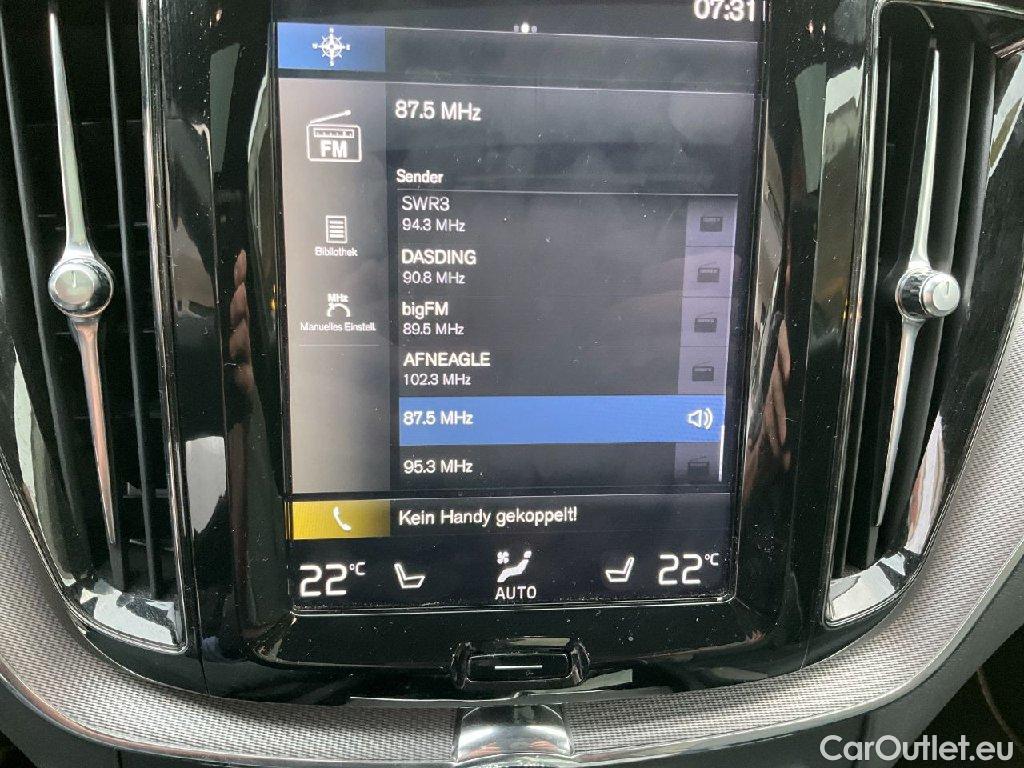 07:31
87.5 MHz
FM
Sender
SWR3
94.3 MHz
DASDING
90.8 MHz
Bibliothek
bigFM
89.5 MHz
MHz
Manuelles Einstell.
AFNEAGLE
102.3 MHz
87.5 MHz
95.3 MHz
Kein Handy gekoppelt!
22°C
AUTO
22°C
CarOutlet.eu